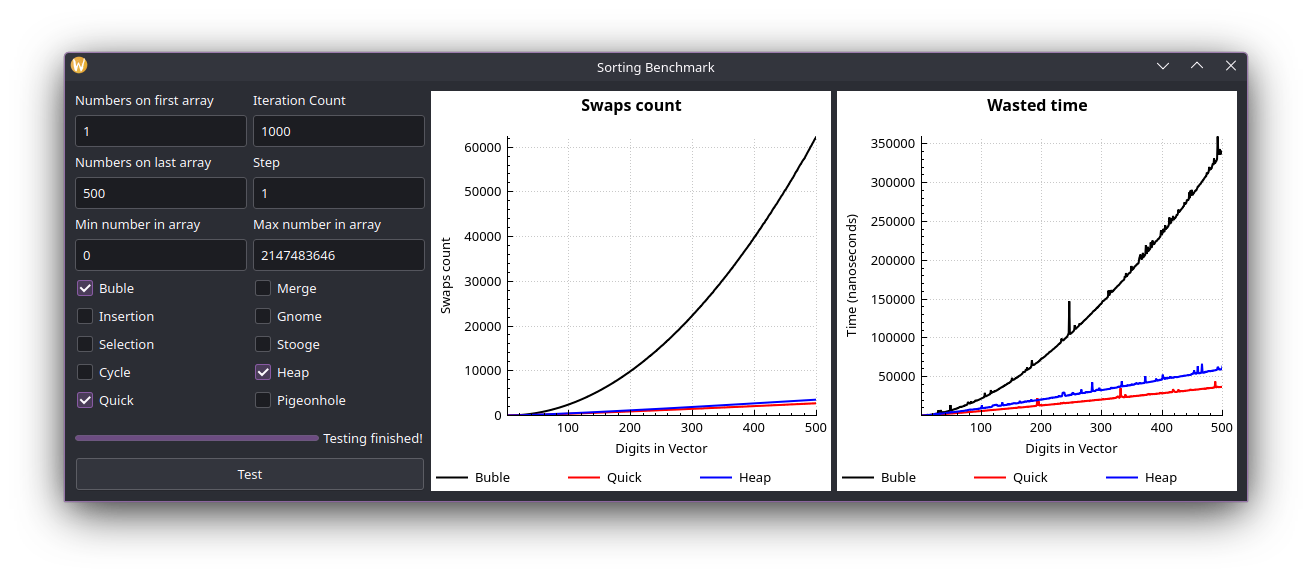 W
Sorting Benchmark
Numbers on first array
Iteration Count
1
1000
Numbers on last array
Step
500
1
Min number in array
Max number in array
0
2147483646
Buble
Merge
Insertion
Gnome
Selection
Stooge
Cycle
Heap
Quick
Pigeonhole
Testing finished!
Test
Swaps count
Swaps count
60000
50000
40000
30000
20000
10000
0
100
200
300
400
500
Digits in Vector
Buble
Quick
Heap
Wasted time
Time (nanoseconds)
350000
300000
250000
200000
150000
100000
50000
100
200
300
400
500
Digits in Vector
Buble
Quick
Heap